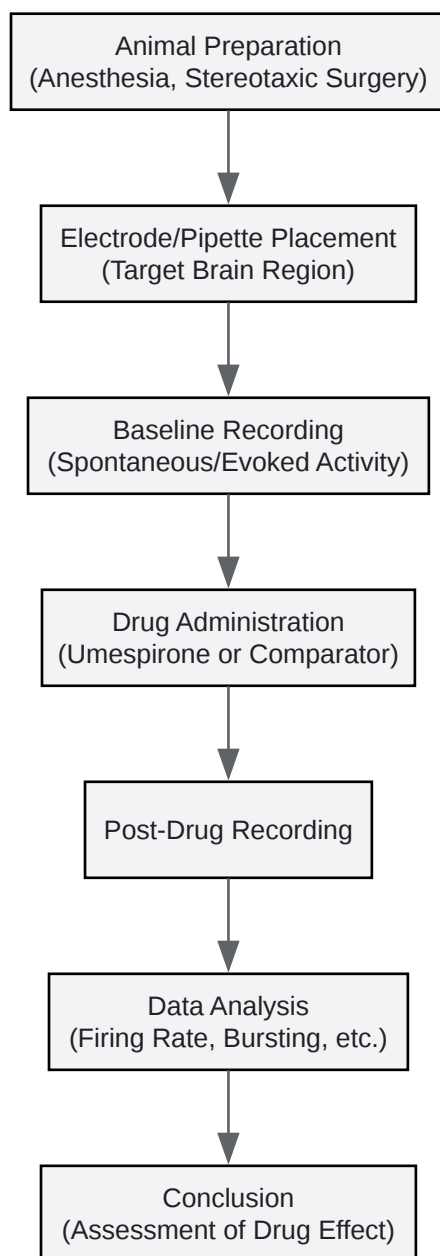 Animal Preparation
(Anesthesia, Stereotaxic Surgery)
Electrode/Pipette Placement
(Target Brain Region)
Baseline Recording
(Spontaneous/Evoked Activity)
Drug Administration
(Umespirone or Comparator)
Post-Drug Recording
Data Analysis
(Firing Rate, Bursting, etc.)
Conclusion
(Assessment of Drug Effect)